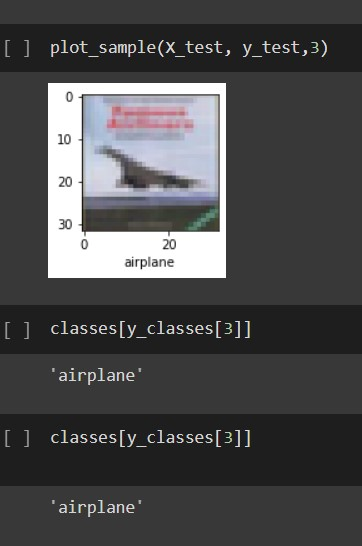 [ ] plot_sample(X_test, y_test,3)
0
10
20
30
0 20
airplane
[ ] classes[y_classes[3]]
'airplane'
[ ] classes[y_classes[3]]
'airplane'